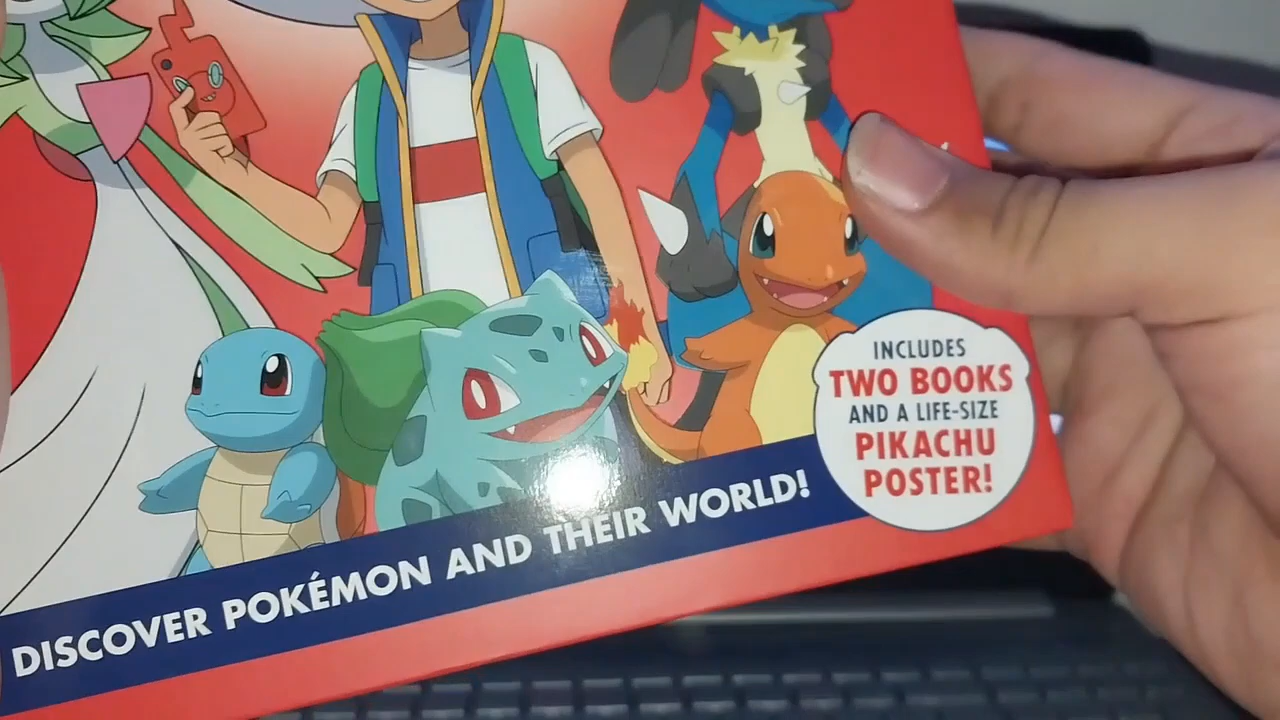 INCLUDES
TWO BOOKS
AND A LIFE-SIZE
PIKACHU
POSTER!
DISCOVER POKÉMON AND THEIR WORLD!